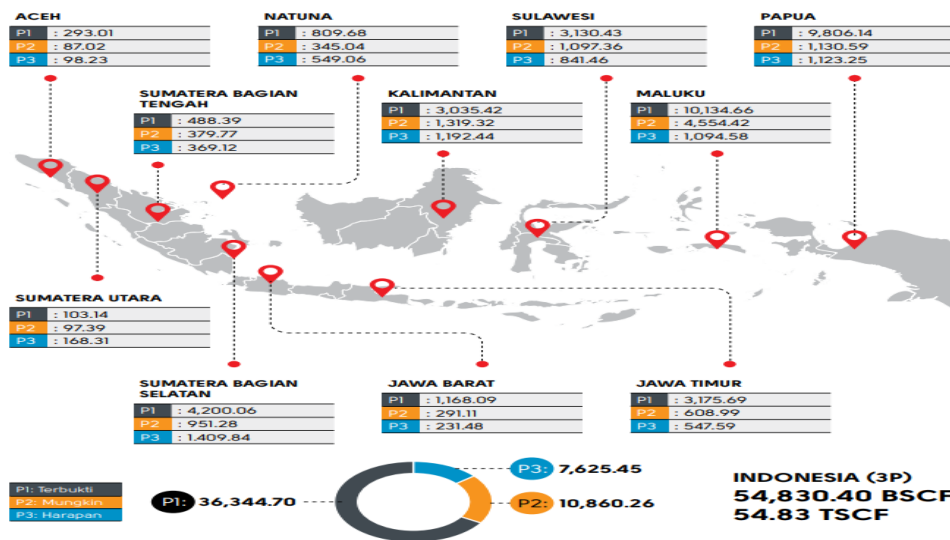 ACEH
P1 : 293.01
P2 : 87.02
P3 : 98.23
NATUNA
P1 : 809.68
P2 : 345.04
P3 : 549.06
SULAWESI
P1 : 3,130.43
P2 : 1,097.36
P3 : 841.46
PAPUA
P1 : 9,806.14
P2 : 1,130.59
P3 : 1,123.25
SUMATERA BAGIAN
TENGAH
P1 : 488.39
P2 : 379.77
P3 : 369.12
KALIMANTAN
P1 : 3,035.42
P2 : 1,319.32
P3 : 1,192.44
MALUKU
P1 : 10,134.66
P2 : 4,554.42
P3 : 1,094.58
SUMATERA UTARA
P1 : 103.14
P2 : 97.39
P3 : 168.31
SUMATERA BAGIAN
SELATAN
P1 : 4,200.06
P2 : 951.28
P3 : 1.409.84
JAWA BARAT
P1 : 1,168.09
P2 : 291.11
P3 : 231.48
JAWA TIMUR
P1 : 3,175.69
P2 : 608.99
P3 : 547.59
P1: Terbukti
P2: Mungkin
P3: Harapan
P1: 36,344.70
P3: 7,625.45
P2: 10,860.26
INDONESIA (3P)
54,830.40 BSCF
54.83 TSCF